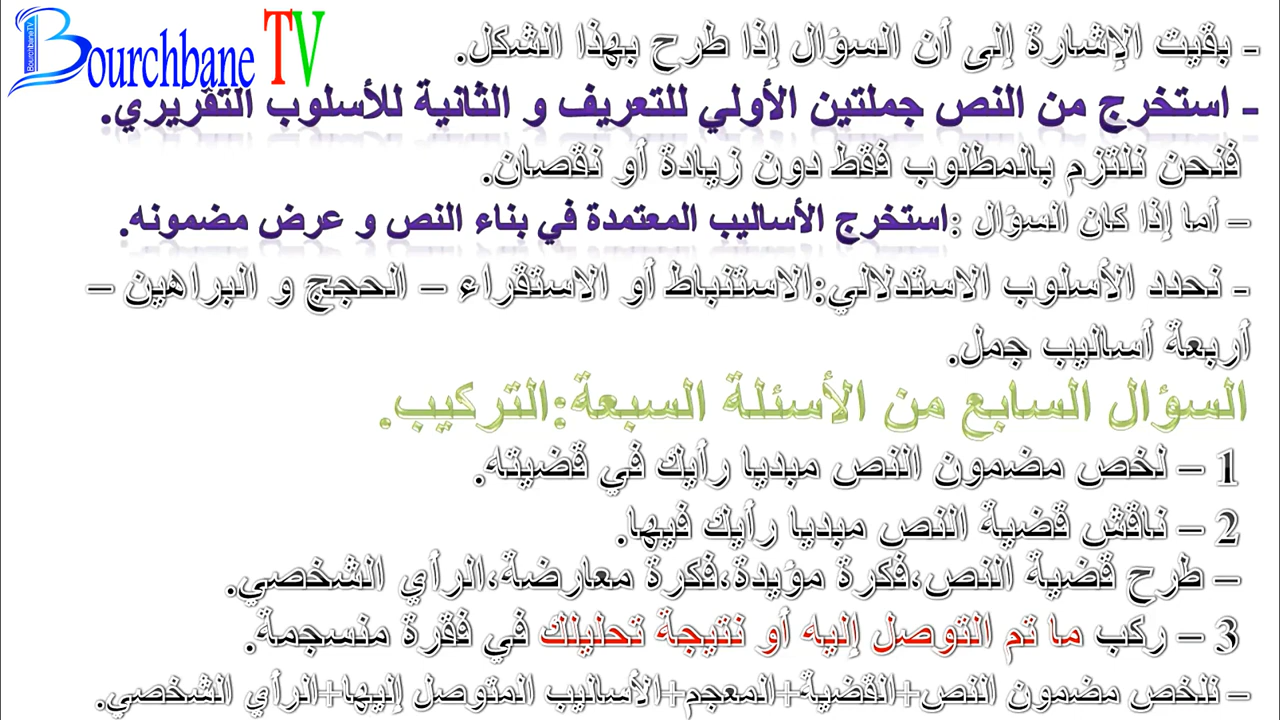 Bourchbane TV
BourchbaneTV
- بقيت الإشارة إلى أن السؤال إذا طرح بهذا الشكل.
- استخرج من النص جملتين الأولي للتعريف و الثانية للأسلوب التقريري.
فنحن نلتزم بالمطلوب فقط دون زيادة أو نقصان.
– أما إذا كان السؤال :استخرج الأساليب المعتمدة في بناء النص و عرض مضمونه.
- نحدد الأسلوب الاستدلالي:الاستنباط أو الاستقراء – الحجج و البراهين –
أربعة أساليب جمل.
السؤال السابع من الأسئلة السبعة:التركيب.
1 – لخص مضمون النص مبديا رأيك في قضيته.
2 – ناقش قضية النص مبديا رأيك فيها.
– طرح قضية النص،فكرة مؤيدة،فكرة معارضة،الرأي الشخصي.
3 – ركب ما تم التوصل إليه أو نتيجة تحليلك في فقرة منسجمة.
– نلخص مضمون النص+القضية+المعجم+الأساليب المتوصل إليها+الرأي الشخصي.